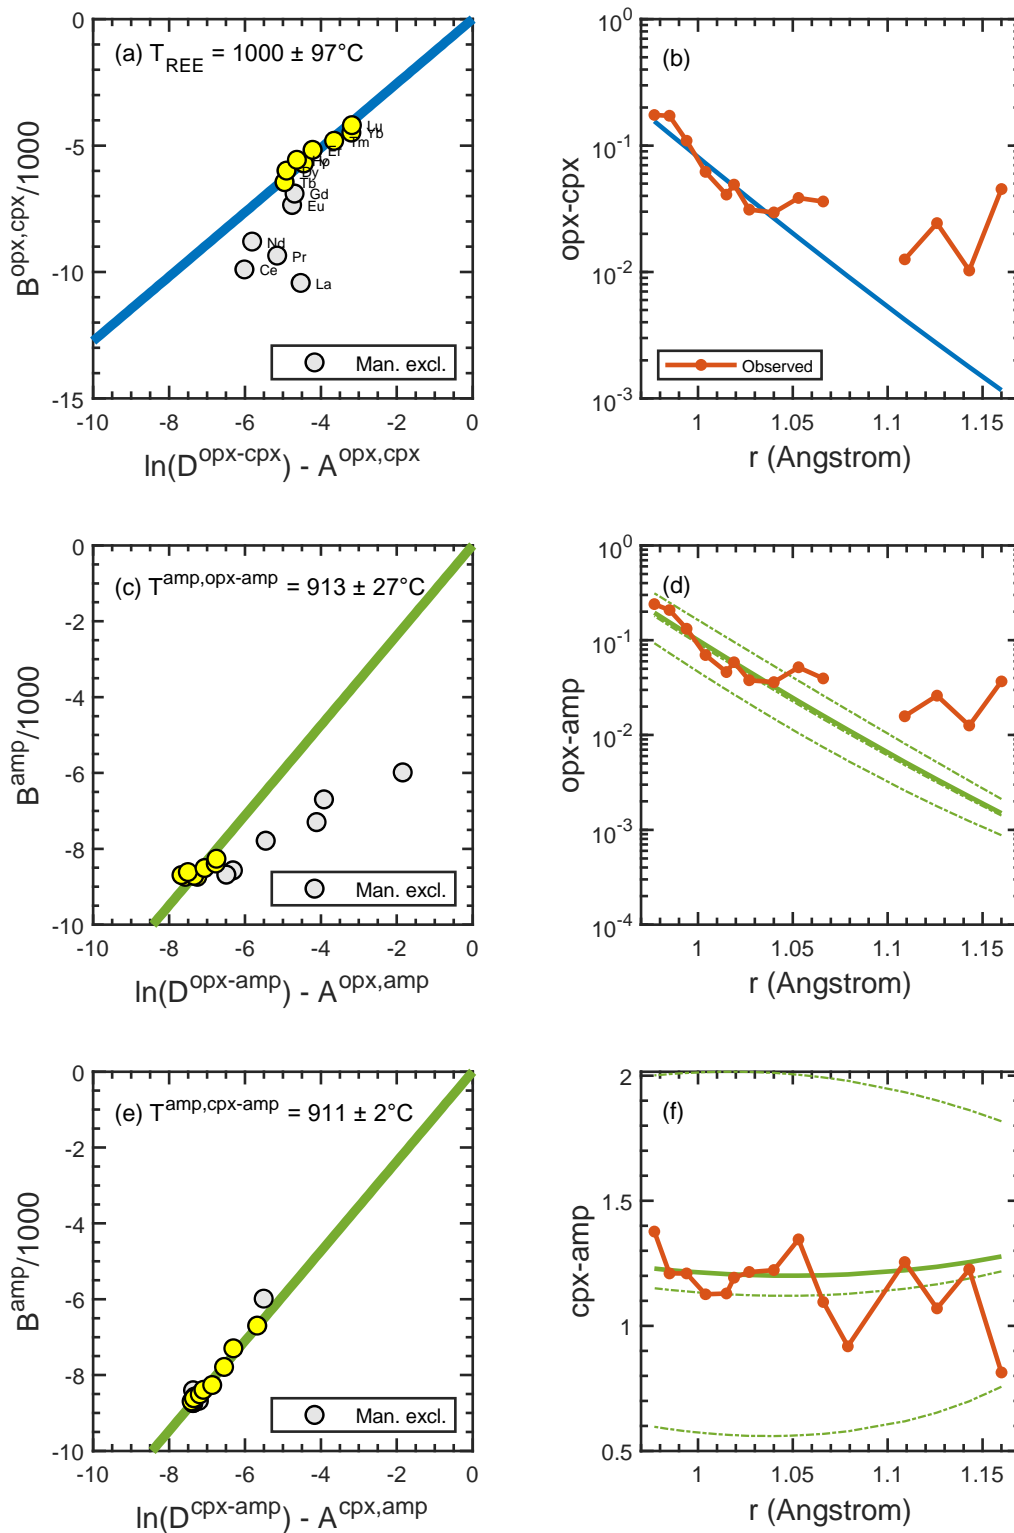 (a) T_REE = 1000 ± 97°C
0
-5
-10
-15
B^opx,cpx/1000
Lu
Yb
Tm
Er
Ho
Y
Dy
Tb
Gd
Eu
Nd
Pr
Ce
La
Man. excl.
-10 -8 -6 -4 -2 0
ln(D^opx-cpx) - A^opx,cpx
(b)
10^0
10^-1
10^-2
10^-3
opx-cpx
Observed
1 1.05 1.1 1.15
r (Angstrom)
(c) T^amp,opx-amp = 913 ± 27°C
0
-2
-4
-6
-8
-10
B^amp/1000
Man. excl.
-10 -8 -6 -4 -2 0
ln(D^opx-amp) - A^opx,amp
(d)
10^0
10^-1
10^-2
10^-3
10^-4
opx-amp
1 1.05 1.1 1.15
r (Angstrom)
(e) T^amp,cpx-amp = 911 ± 2°C
0
-2
-4
-6
-8
-10
B^amp/1000
Man. excl.
-10 -8 -6 -4 -2 0
ln(D^cpx-amp) - A^cpx,amp
(f)
2
1.5
1
0.5
cpx-amp
1 1.05 1.1 1.15
r (Angstrom)